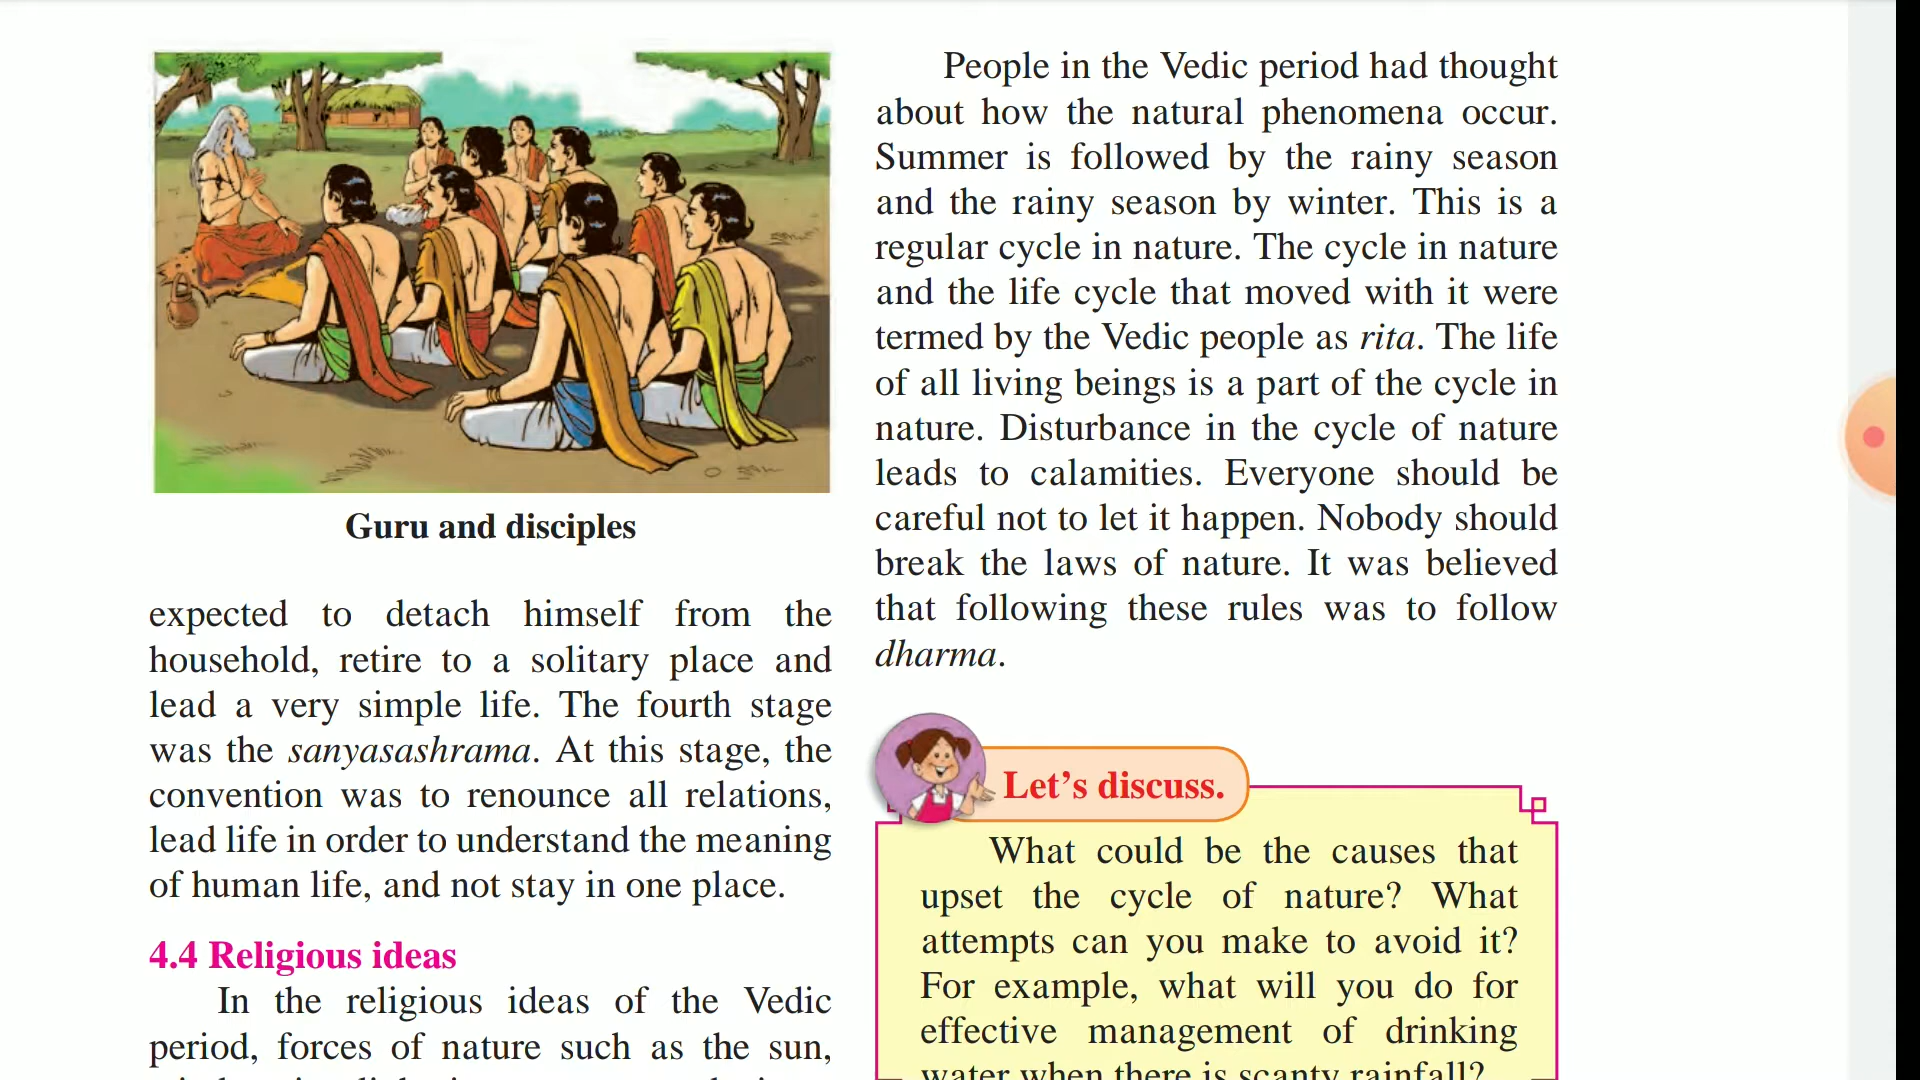 Guru and disciples
expected to detach himself from the
household, retire to a solitary place and
lead a very simple life. The fourth stage
was the sanyasashrama. At this stage, the
convention was to renounce all relations,
lead life in order to understand the meaning
of human life, and not stay in one place.
4.4 Religious ideas
In the religious ideas of the Vedic
period, forces of nature such as the sun,
People in the Vedic period had thought
about how the natural phenomena occur.
Summer is followed by the rainy season
and the rainy season by winter. This is a
regular cycle in nature. The cycle in nature
and the life cycle that moved with it were
termed by the Vedic people as rita. The life
of all living beings is a part of the cycle in
nature. Disturbance in the cycle of nature
leads to calamities. Everyone should be
careful not to let it happen. Nobody should
break the laws of nature. It was believed
that following these rules was to follow
dharma.
Let's discuss.
What could be the causes that
upset the cycle of nature? What
attempts can you make to avoid it?
For example, what will you do for
effective management of drinking
water when there is scanty rainfall?